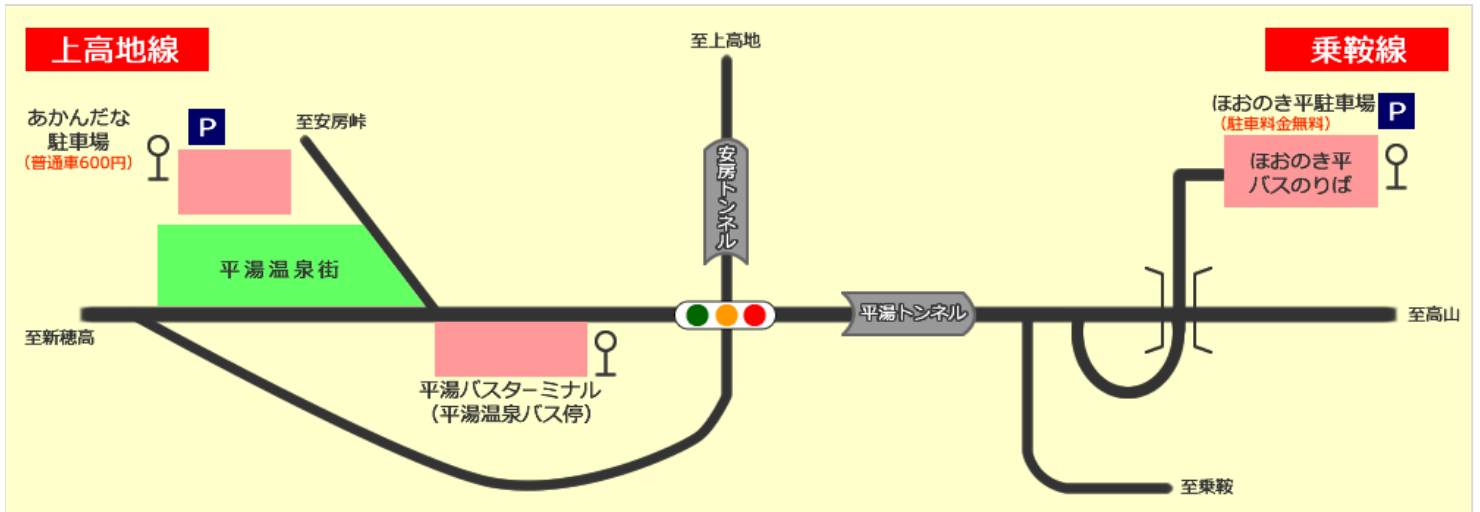 上高地線
至上高地
乗鞍線
あかんだな
駐車場
(普通車600円)
P
至安房峠
安房トンネル
ほおのき平駐車場
(駐車料金無料)
P
ほおのき平
バスのりば
平湯温泉街
至新穂高
平湯トンネル
至高山
平湯バスターミナル
(平湯温泉バス停)
至乗鞍